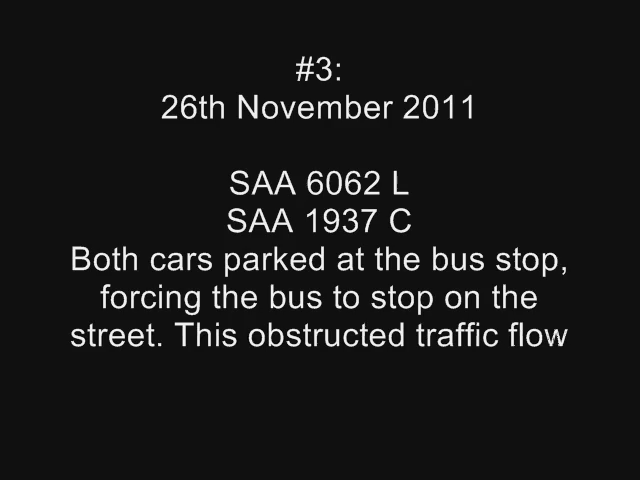 #3:
26th November 2011
SAA 6062 L
SAA 1937 C
Both cars parked at the bus stop,
forcing the bus to stop on the
street. This obstructed traffic flow